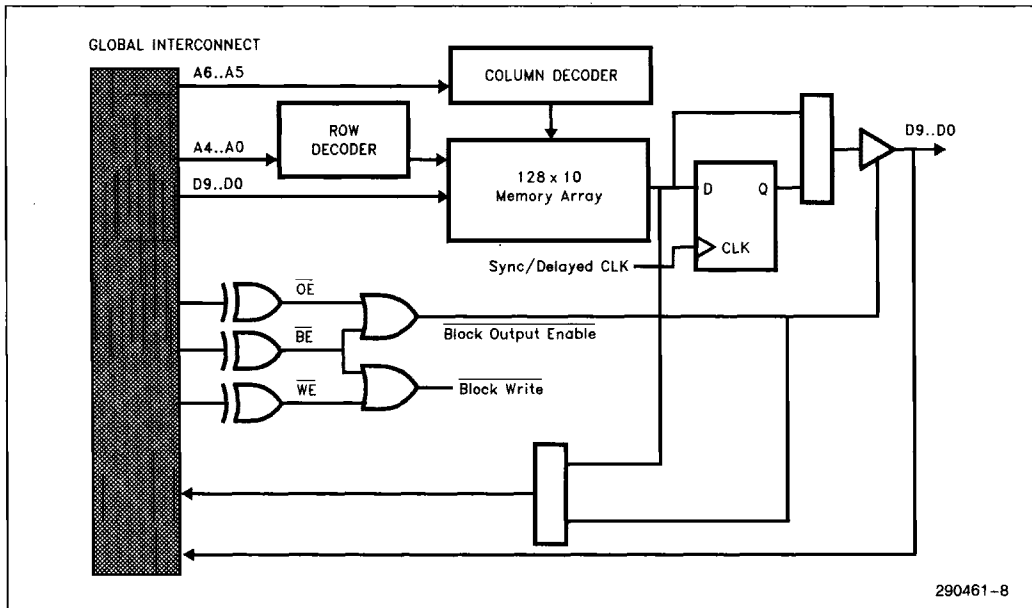 GLOBAL INTERCONNECT
A6..A5
COLUMN DECODER
ROW
DECODER
A4..A0
D9..D0
128 x 10
Memory Array
D
Q
CLK
D9..D0
Sync/Delayed CLK
OE
BE
WE
Block Output Enable
Block Write
290461-8